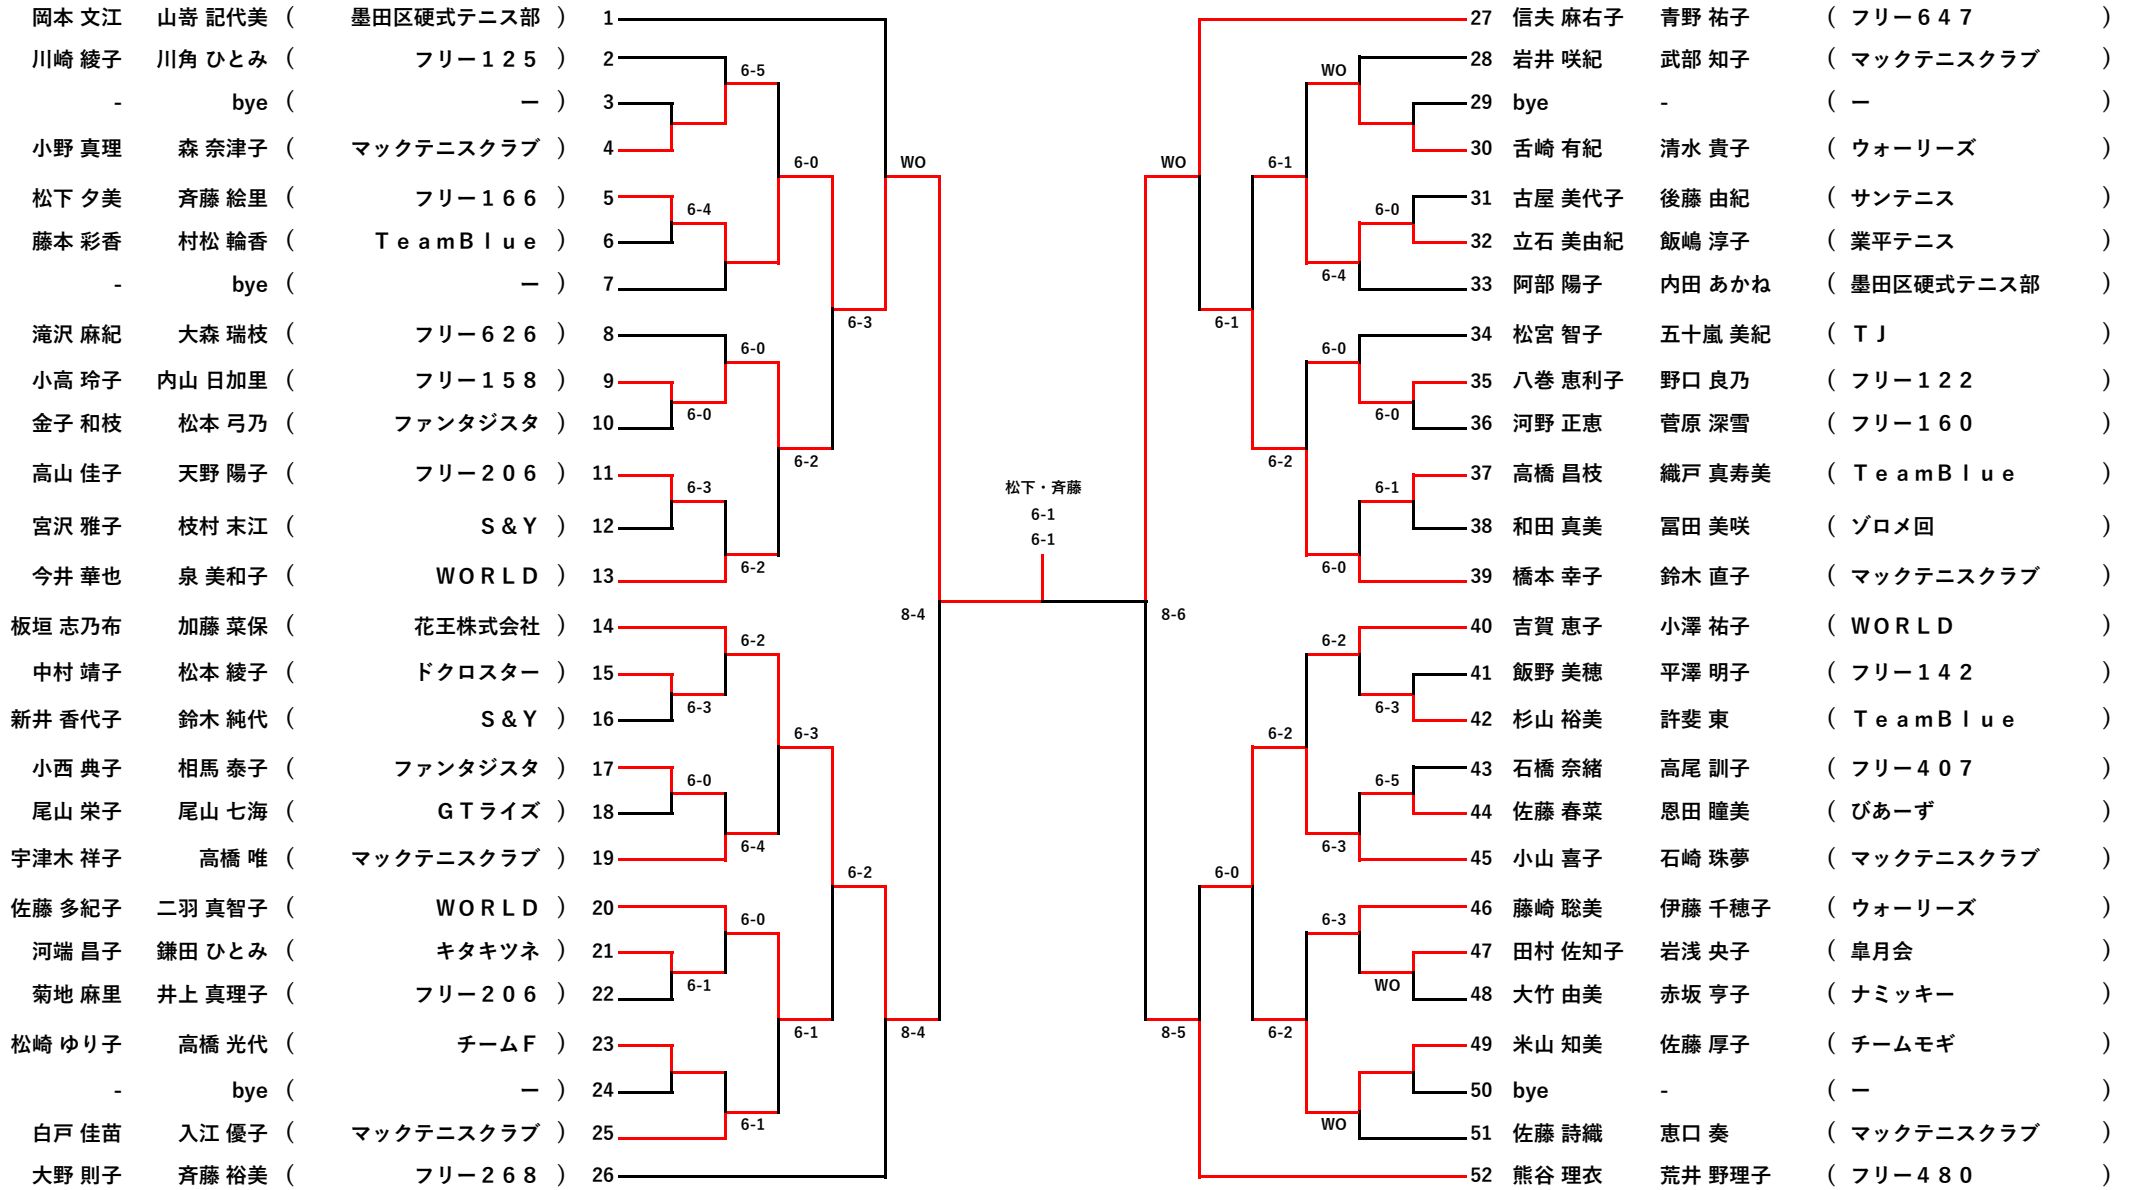 岡本 文江 山嵜 記代美 ( 墨田区硬式テニス部 ) 1
川崎 綾子 川角 ひとみ ( フリー１２５ ) 2
- bye ( ー ) 3
小野 真理 森 奈津子 ( マックテニスクラブ ) 4
松下 夕美 斉藤 絵里 ( フリー１６６ ) 5
藤本 彩香 村松 輪香 ( ＴｅａｍＢｌｕｅ ) 6
- bye ( ー ) 7
滝沢 麻紀 大森 瑞枝 ( フリー６２６ ) 8
小高 玲子 内山 日加里 ( フリー１５８ ) 9
金子 和枝 松本 弓乃 ( ファンタジスタ ) 10
高山 佳子 天野 陽子 ( フリー２０６ ) 11
宮沢 雅子 枝村 末江 ( Ｓ＆Ｙ ) 12
今井 華也 泉 美和子 ( ＷＯＲＬＤ ) 13
板垣 志乃布 加藤 菜保 ( 花王株式会社 ) 14
中村 靖子 松本 綾子 ( ドクロスター ) 15
新井 香代子 鈴木 純代 ( Ｓ＆Ｙ ) 16
小西 典子 相馬 泰子 ( ファンタジスタ ) 17
尾山 栄子 尾山 七海 ( ＧＴライズ ) 18
宇津木 祥子 高橋 唯 ( マックテニスクラブ ) 19
佐藤 多紀子 二羽 真智子 ( ＷＯＲＬＤ ) 20
河端 昌子 鎌田 ひとみ ( キタキツネ ) 21
菊地 麻里 井上 真理子 ( フリー２０６ ) 22
松崎 ゆり子 高橋 光代 ( チームＦ ) 23
- bye ( ー ) 24
白戸 佳苗 入江 優子 ( マックテニスクラブ ) 25
大野 則子 斉藤 裕美 ( フリー２６８ ) 26
6-4
6-0
6-3
6-3
6-0
6-1
6-5
6-0
6-2
6-2
6-4
6-0
6-1
6-0
6-2
6-3
6-1
6-3
6-2
WO
8-4
8-4
松下・斉藤
6-1
6-1
8-6
WO
8-5
6-1
6-0
6-1
6-2
6-2
6-2
WO
6-4
6-0
6-0
6-2
6-3
6-3
WO
6-0
6-0
6-1
6-3
6-5
WO
27 信夫 麻右子 青野 祐子 ( フリー６４７ )
28 岩井 咲紀 武部 知子 ( マックテニスクラブ )
29 bye - ( ー )
30 舌崎 有紀 清水 貴子 ( ウォーリーズ )
31 古屋 美代子 後藤 由紀 ( サンテニス )
32 立石 美由紀 飯嶋 淳子 ( 業平テニス )
33 阿部 陽子 内田 あかね ( 墨田区硬式テニス部 )
34 松宮 智子 五十嵐 美紀 ( ＴＪ )
35 八巻 恵利子 野口 良乃 ( フリー１２２ )
36 河野 正恵 菅原 深雪 ( フリー１６０ )
37 高橋 昌枝 織戸 真寿美 ( ＴｅａｍＢｌｕｅ )
38 和田 真美 冨田 美咲 ( ゾロメ回 )
39 橋本 幸子 鈴木 直子 ( マックテニスクラブ )
40 吉賀 恵子 小澤 祐子 ( ＷＯＲＬＤ )
41 飯野 美穂 平澤 明子 ( フリー１４２ )
42 杉山 裕美 許斐 東 ( ＴｅａｍＢｌｕｅ )
43 石橋 奈緒 高尾 訓子 ( フリー４０７ )
44 佐藤 春菜 恩田 瞳美 ( びあーず )
45 小山 喜子 石崎 珠夢 ( マックテニスクラブ )
46 藤崎 聡美 伊藤 千穂子 ( ウォーリーズ )
47 田村 佐知子 岩浅 央子 ( 皐月会 )
48 大竹 由美 赤坂 亨子 ( ナミッキー )
49 米山 知美 佐藤 厚子 ( チームモギ )
50 bye - ( ー )
51 佐藤 詩織 恵口 奏 ( マックテニスクラブ )
52 熊谷 理衣 荒井 野理子 ( フリー４８０ )